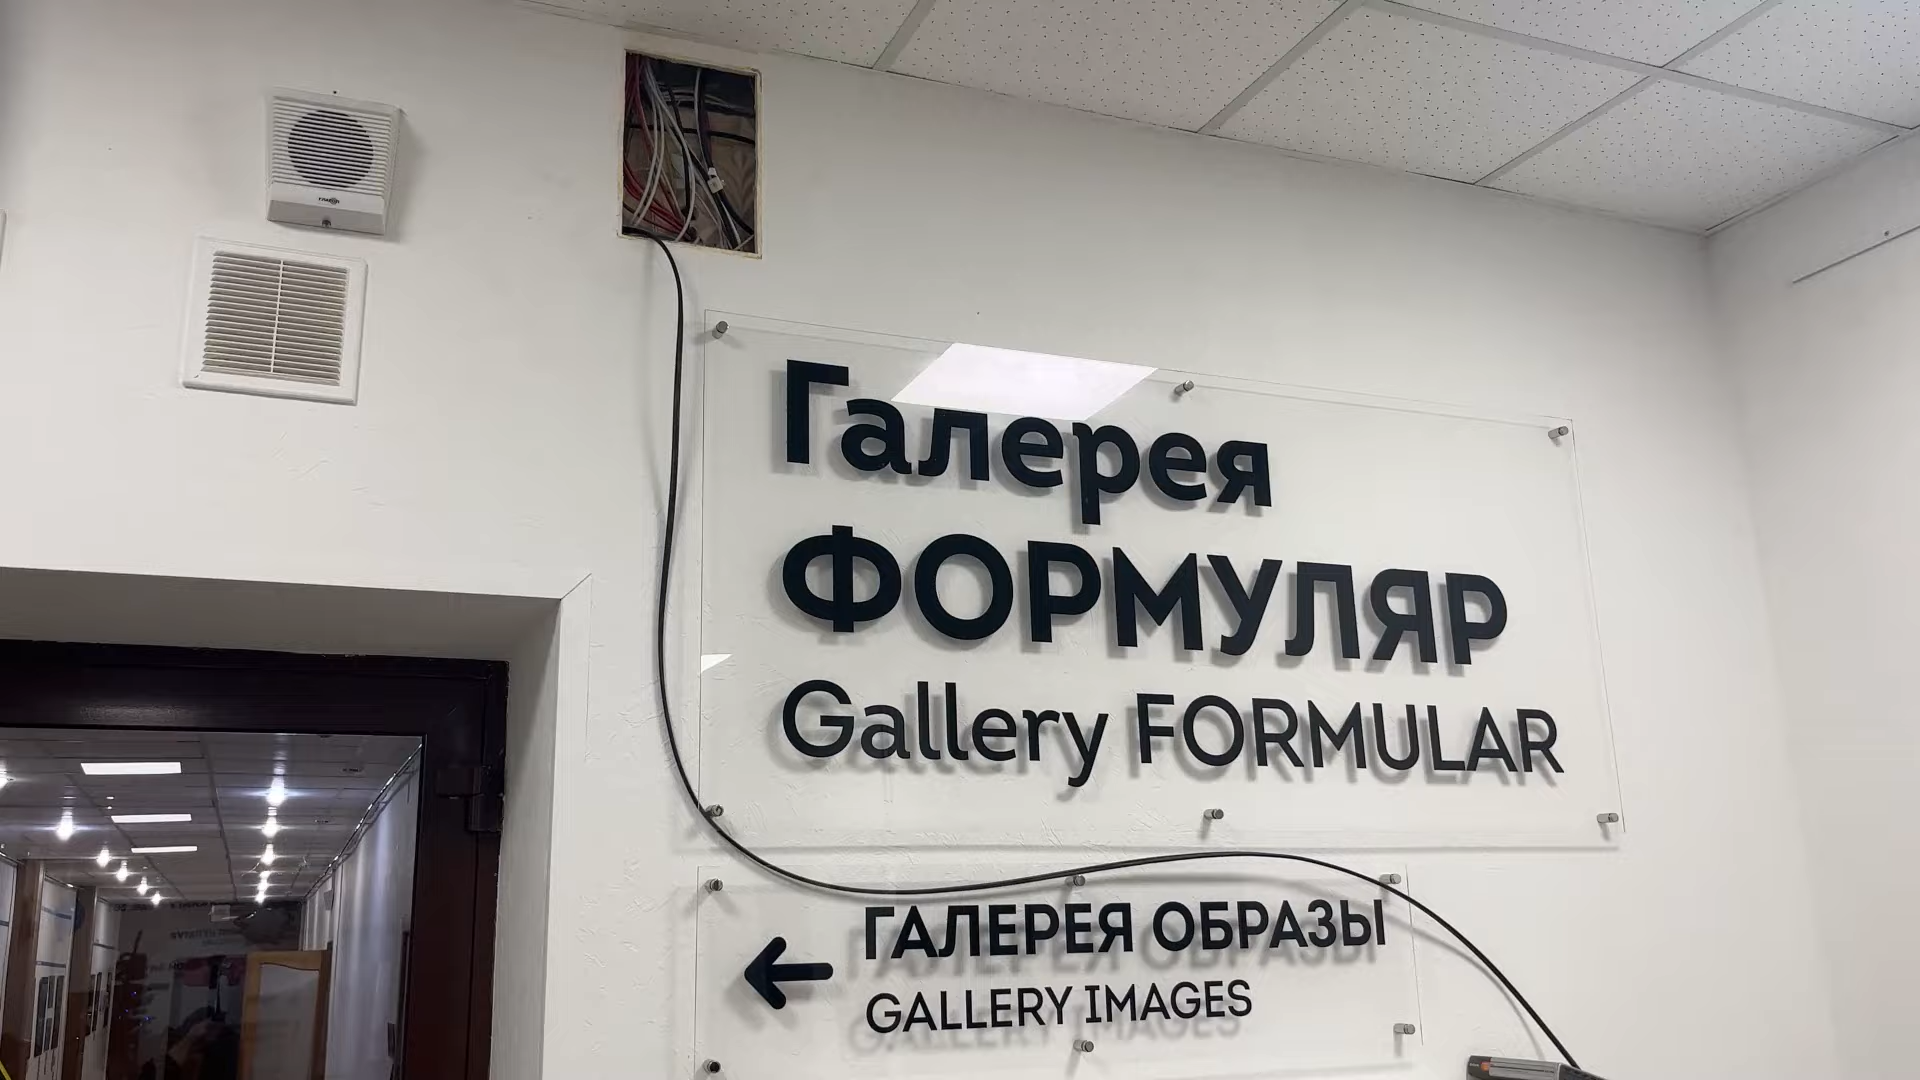 Галерея
ФОРМУЛЯР
Gallery FORMULAR
ГАЛЕРЕЯ ОБРАЗЫ
GALLERY IMAGES